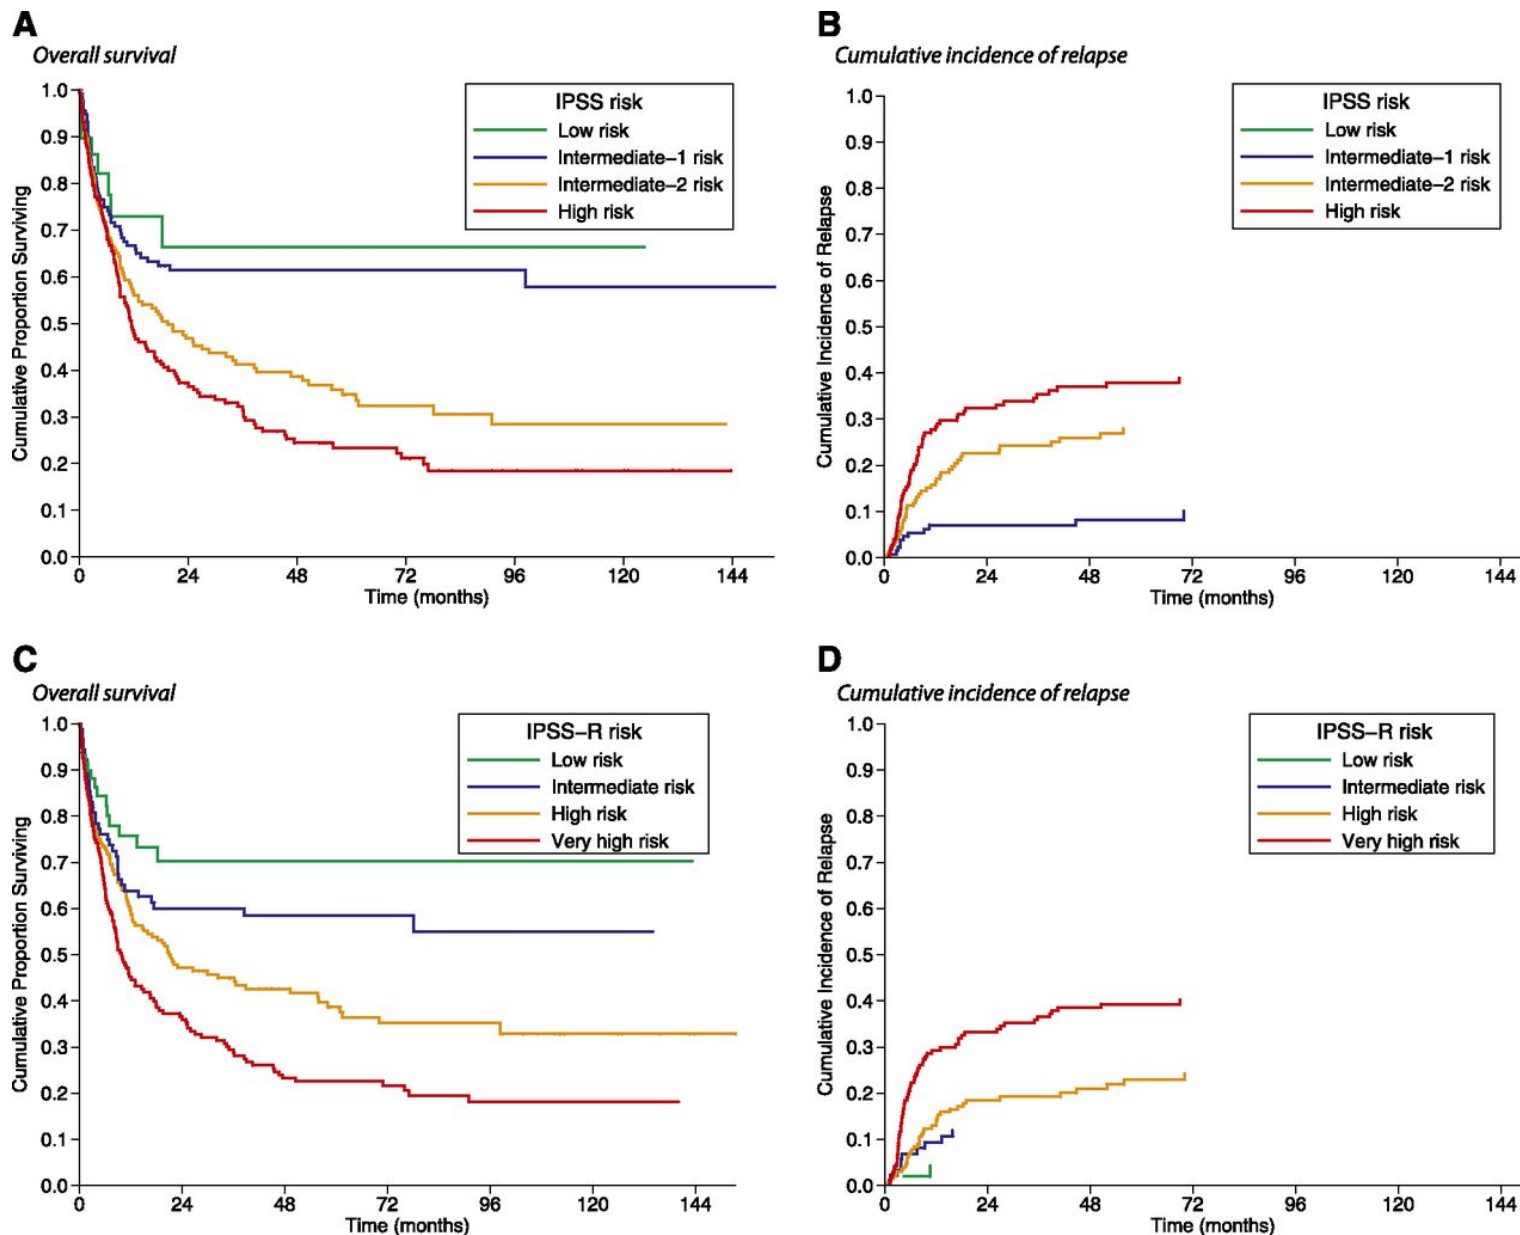 A
Overall survival
IPSS risk
Low risk
Intermediate-1 risk
Intermediate-2 risk
High risk
Cumulative Proportion Surviving
1.0
0.9
0.8
0.7
0.6
0.5
0.4
0.3
0.2
0.1
0.0
0 24 48 72 96 120 144
Time (months)
B
Cumulative incidence of relapse
IPSS risk
Low risk
Intermediate-1 risk
Intermediate-2 risk
High risk
Cumulative Incidence of Relapse
1.0
0.9
0.8
0.7
0.6
0.5
0.4
0.3
0.2
0.1
0.0
0 24 48 72 96 120 144
Time (months)
C
Overall survival
IPSS-R risk
Low risk
Intermediate risk
High risk
Very high risk
Cumulative Proportion Surviving
1.0
0.9
0.8
0.7
0.6
0.5
0.4
0.3
0.2
0.1
0.0
0 24 48 72 96 120 144
Time (months)
D
Cumulative incidence of relapse
IPSS-R risk
Low risk
Intermediate risk
High risk
Very high risk
Cumulative Incidence of Relapse
1.0
0.9
0.8
0.7
0.6
0.5
0.4
0.3
0.2
0.1
0.0
0 24 48 72 96 120 144
Time (months)